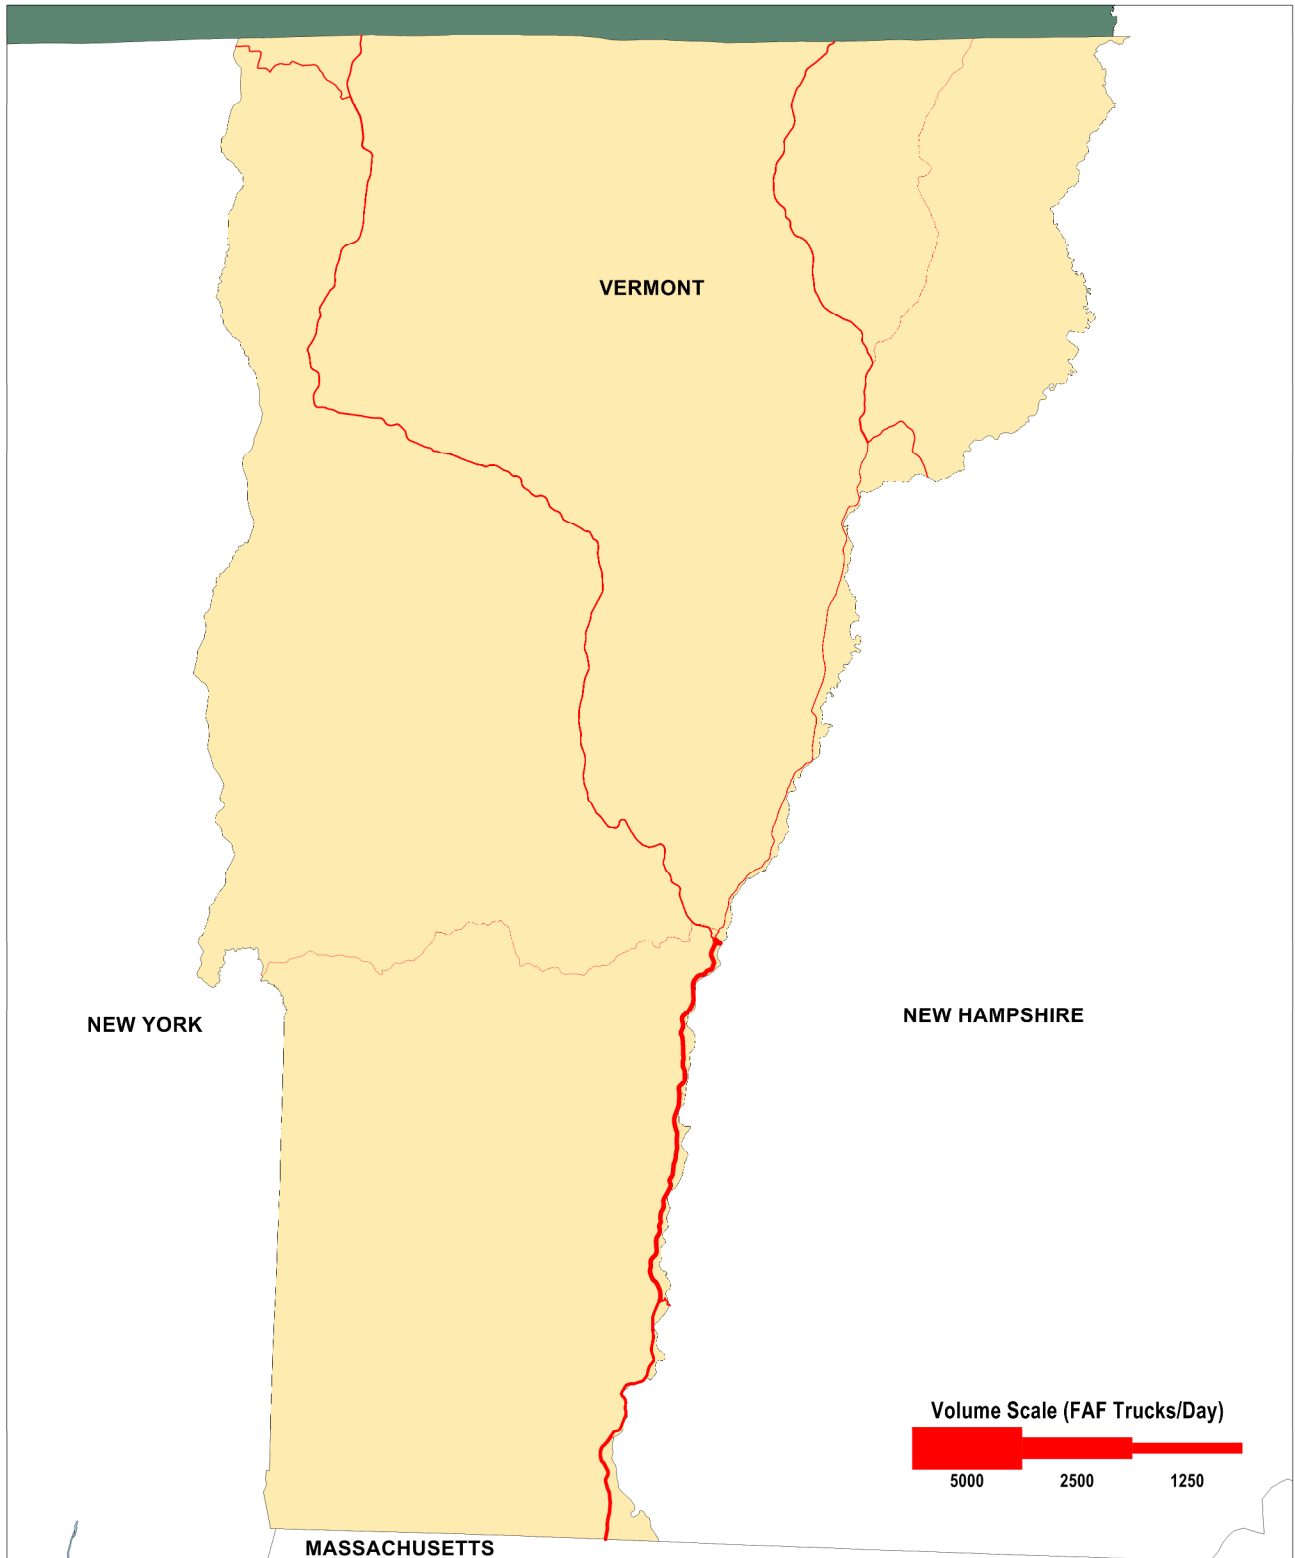 VERMONT
NEW YORK
NEW HAMPSHIRE
Volume Scale (FAF Trucks/Day)
5000 2500 1250
MASSACHUSETTS